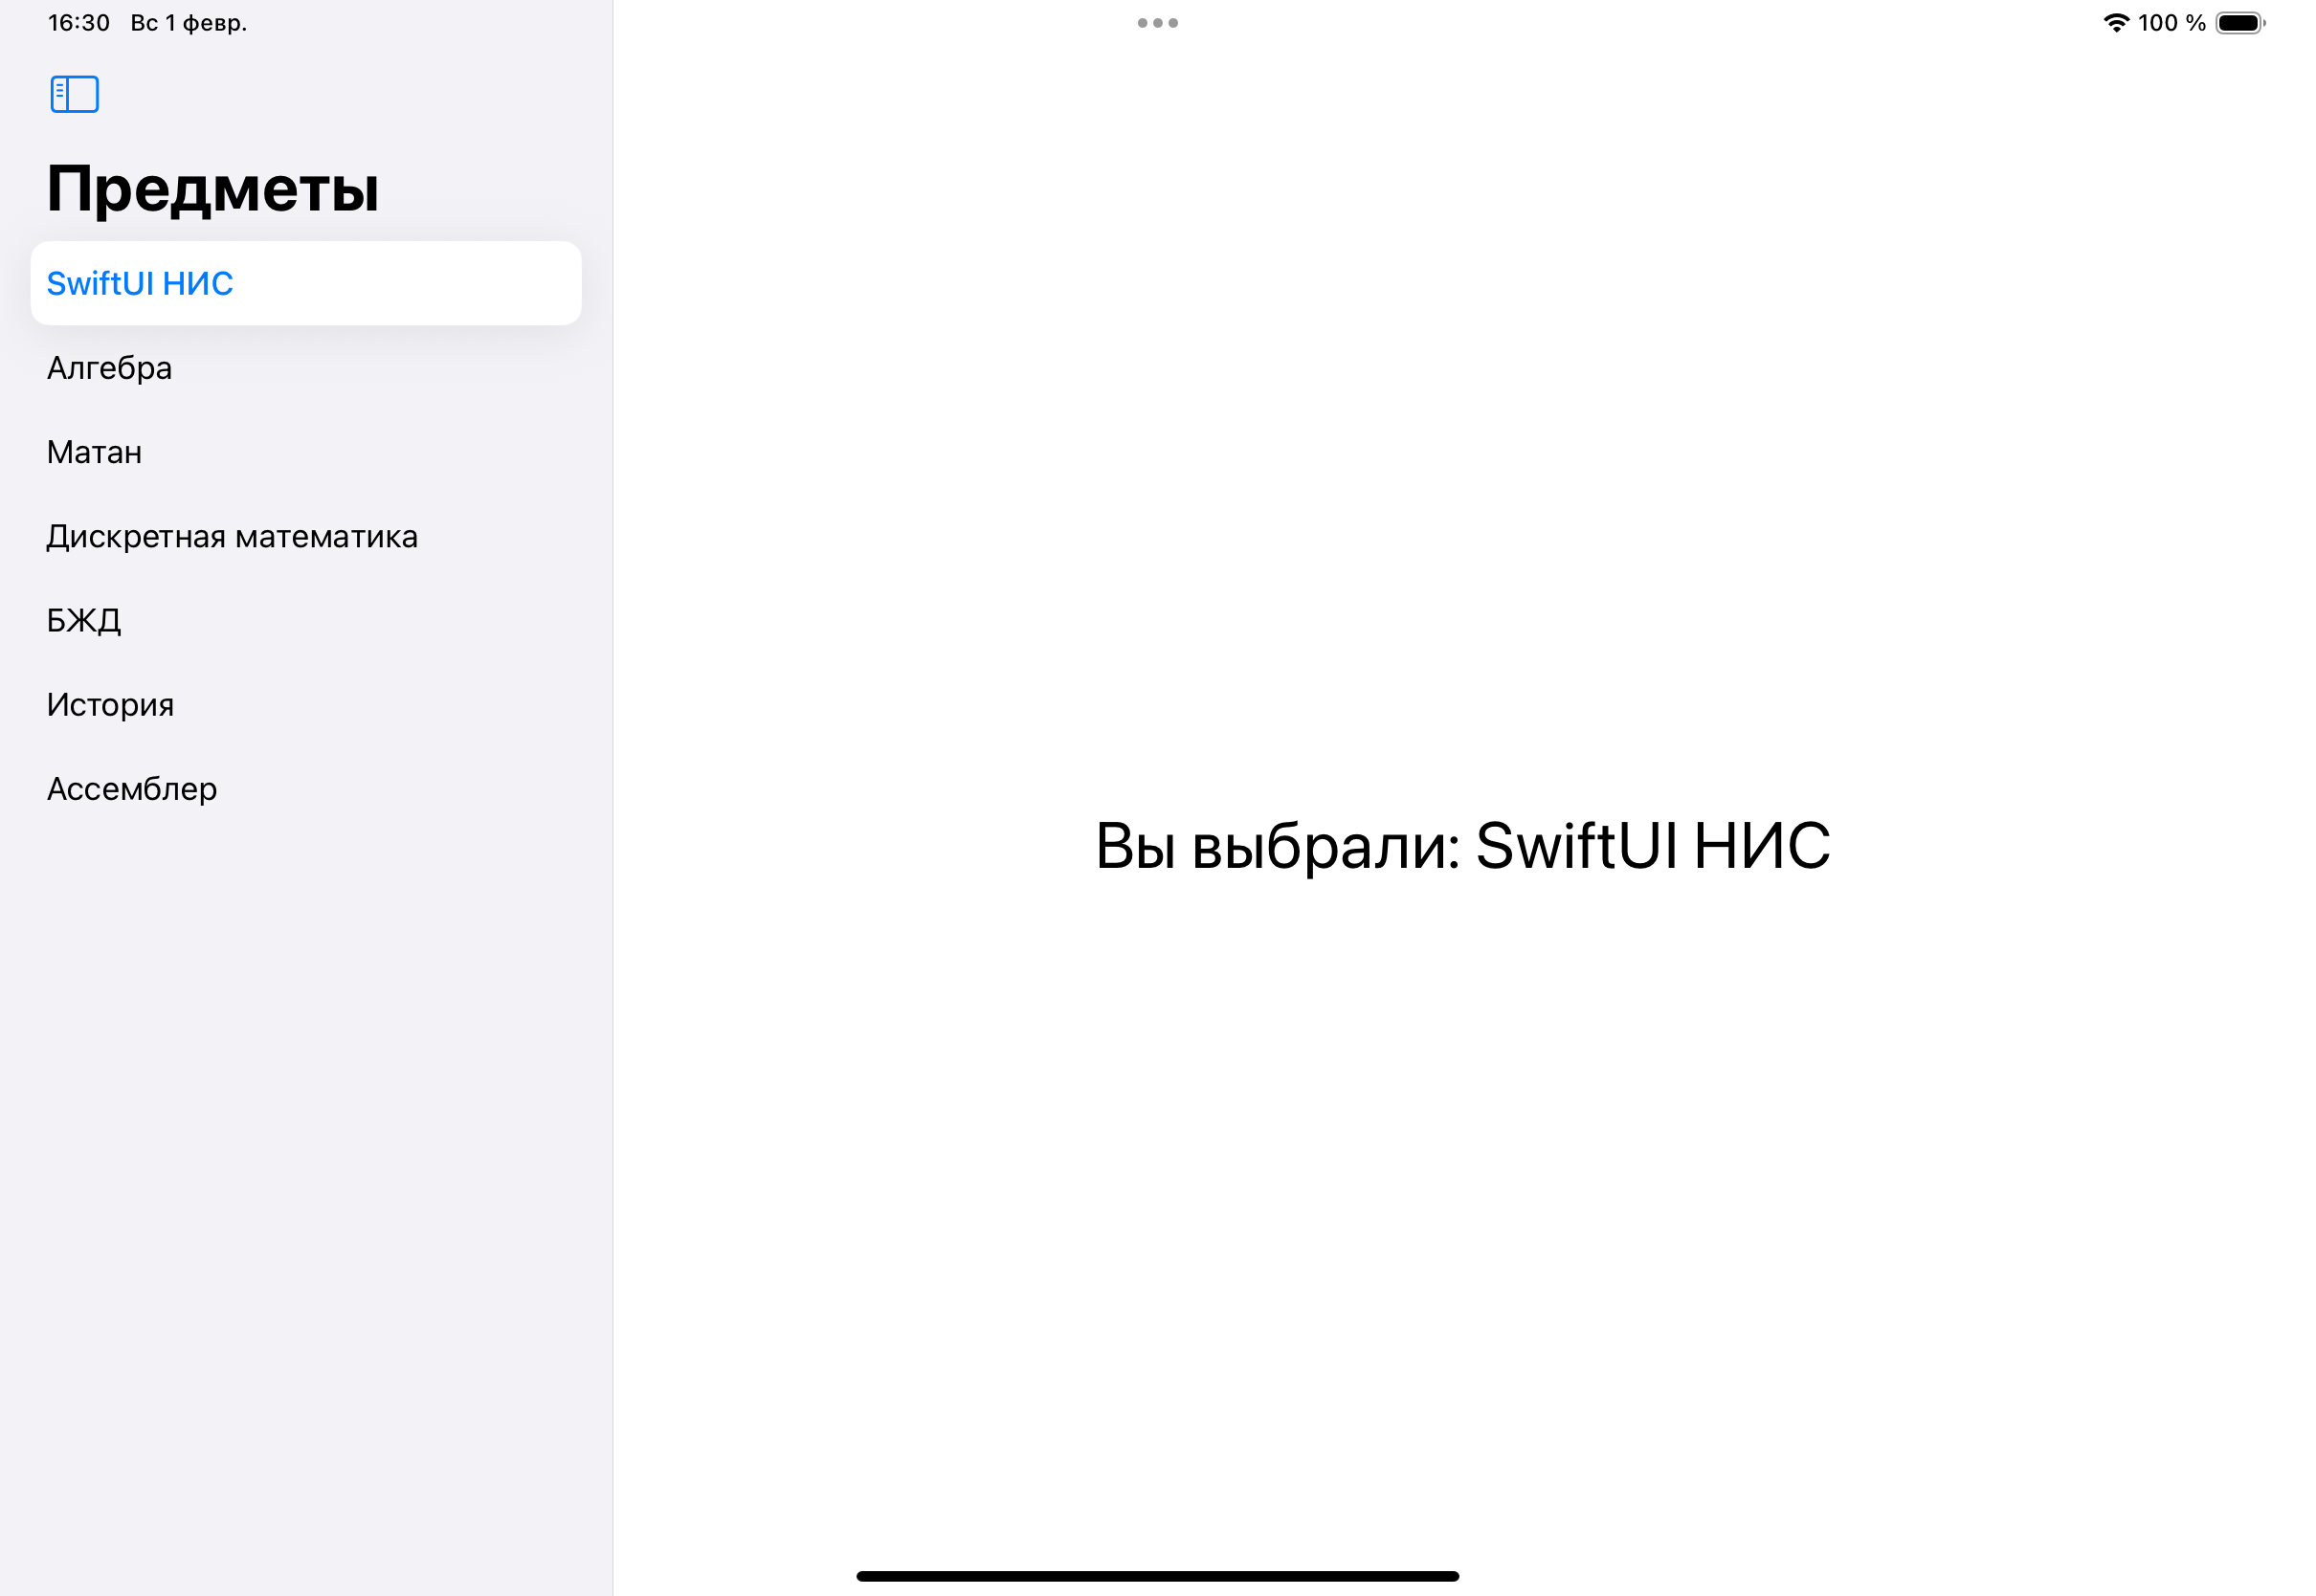 16:30 Вс 1 февр.
100 %
Предметы
SwiftUI НИС
Алгебра
Матан
Дискретная математика
БЖД
История
Ассемблер
Вы выбрали: SwiftUI НИС